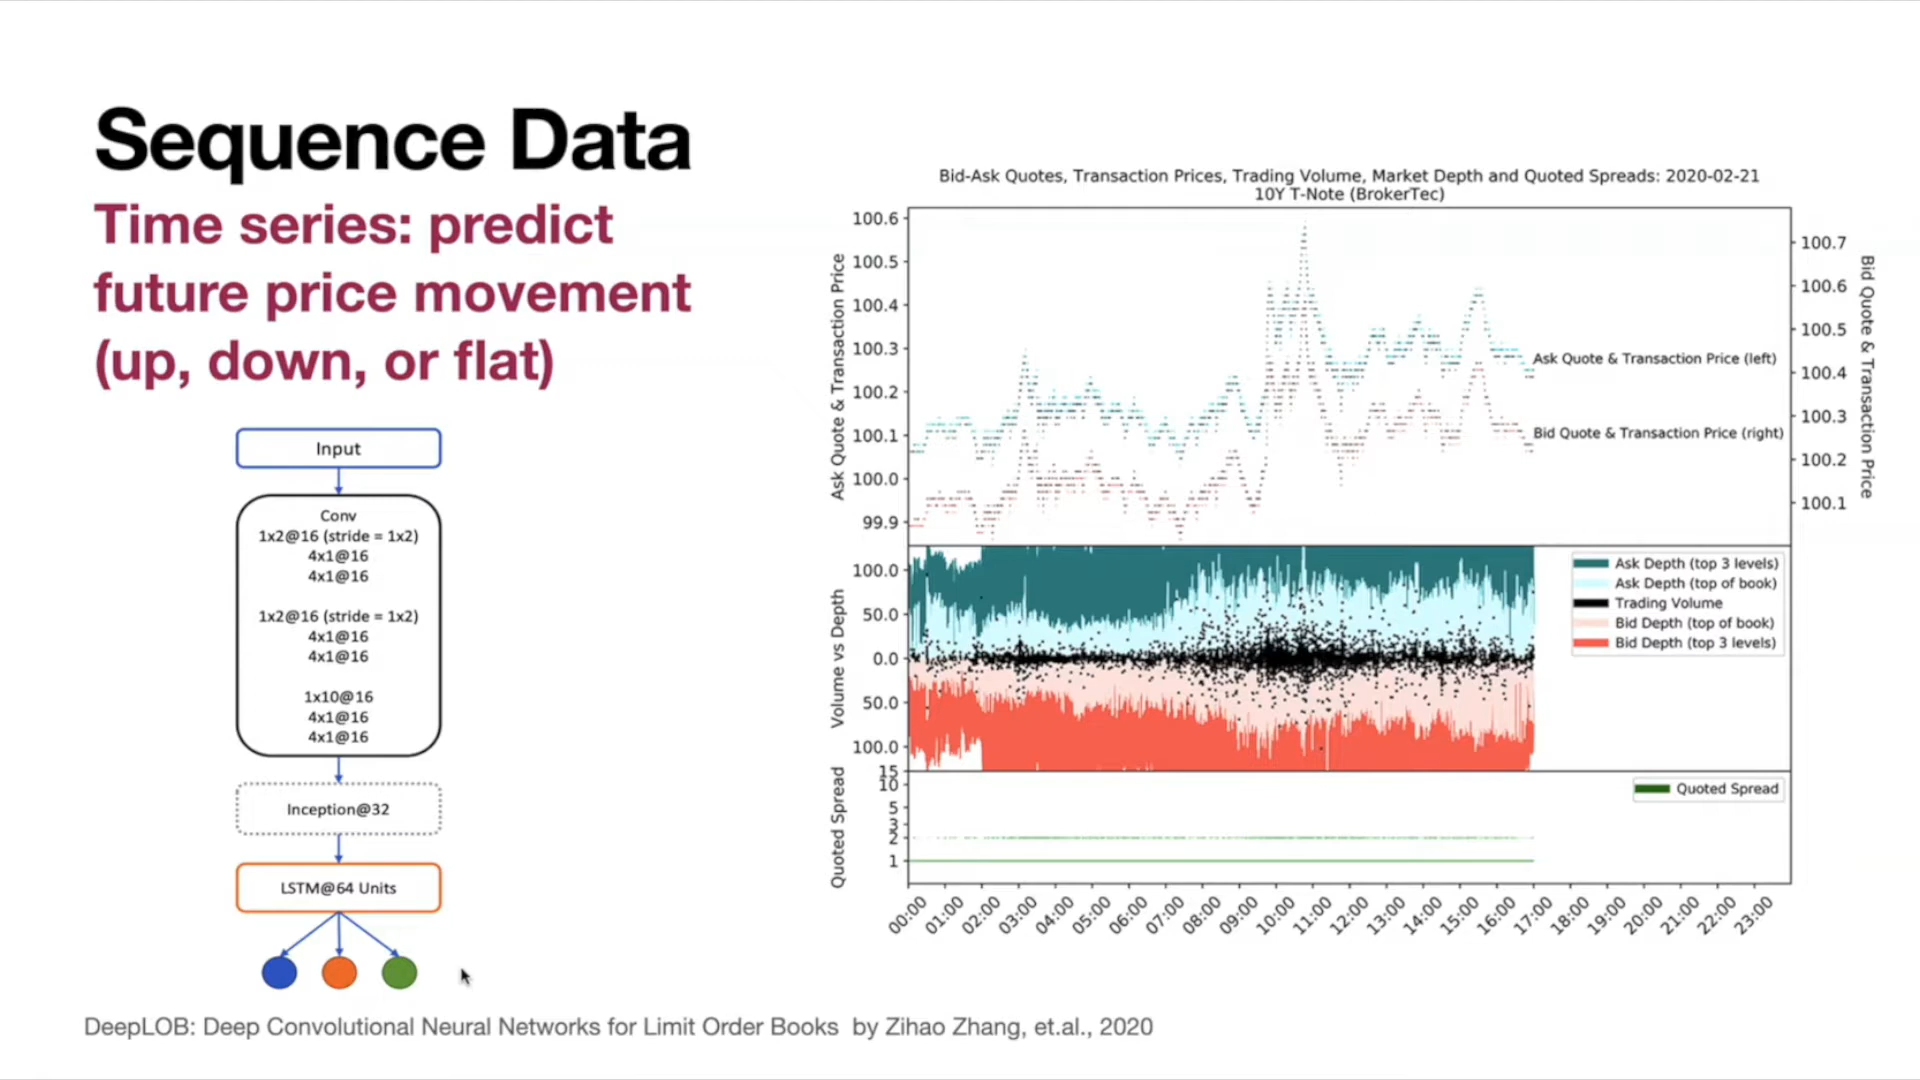 Sequence Data
Time series: predict
future price movement
(up, down, or flat)
Input
Conv
1x2@16 (stride = 1x2)
4x1@16
4x1@16
1x2@16 (stride = 1x2)
4x1@16
4x1@16
1x10@16
4x1@16
4x1@16
Inception@32
LSTM@64 Units
Bid-Ask Quotes, Transaction Prices, Trading Volume, Market Depth and Quoted Spreads: 2020-02-21
10Y T-Note (BrokerTec)
Ask Quote & Transaction Price
100.6
100.5
100.4
100.3
100.2
100.1
100.0
99.9
100.7
100.6
100.5
100.4
100.3
100.2
100.1
Bid Quote & Transaction Price
Ask Quote & Transaction Price (left)
Bid Quote & Transaction Price (right)
Volume vs Depth
100.0
50.0
0.0
50.0
100.0
Ask Depth (top 3 levels)
Ask Depth (top of book)
Trading Volume
Bid Depth (top of book)
Bid Depth (top 3 levels)
Quoted Spread
15
10
5
3
2
1
Quoted Spread
00:00
01:00
02:00
03:00
04:00
05:00
06:00
07:00
08:00
09:00
10:00
11:00
12:00
13:00
14:00
15:00
16:00
17:00
18:00
19:00
20:00
21:00
22:00
23:00
DeepLOB: Deep Convolutional Neural Networks for Limit Order Books by Zihao Zhang, et.al., 2020